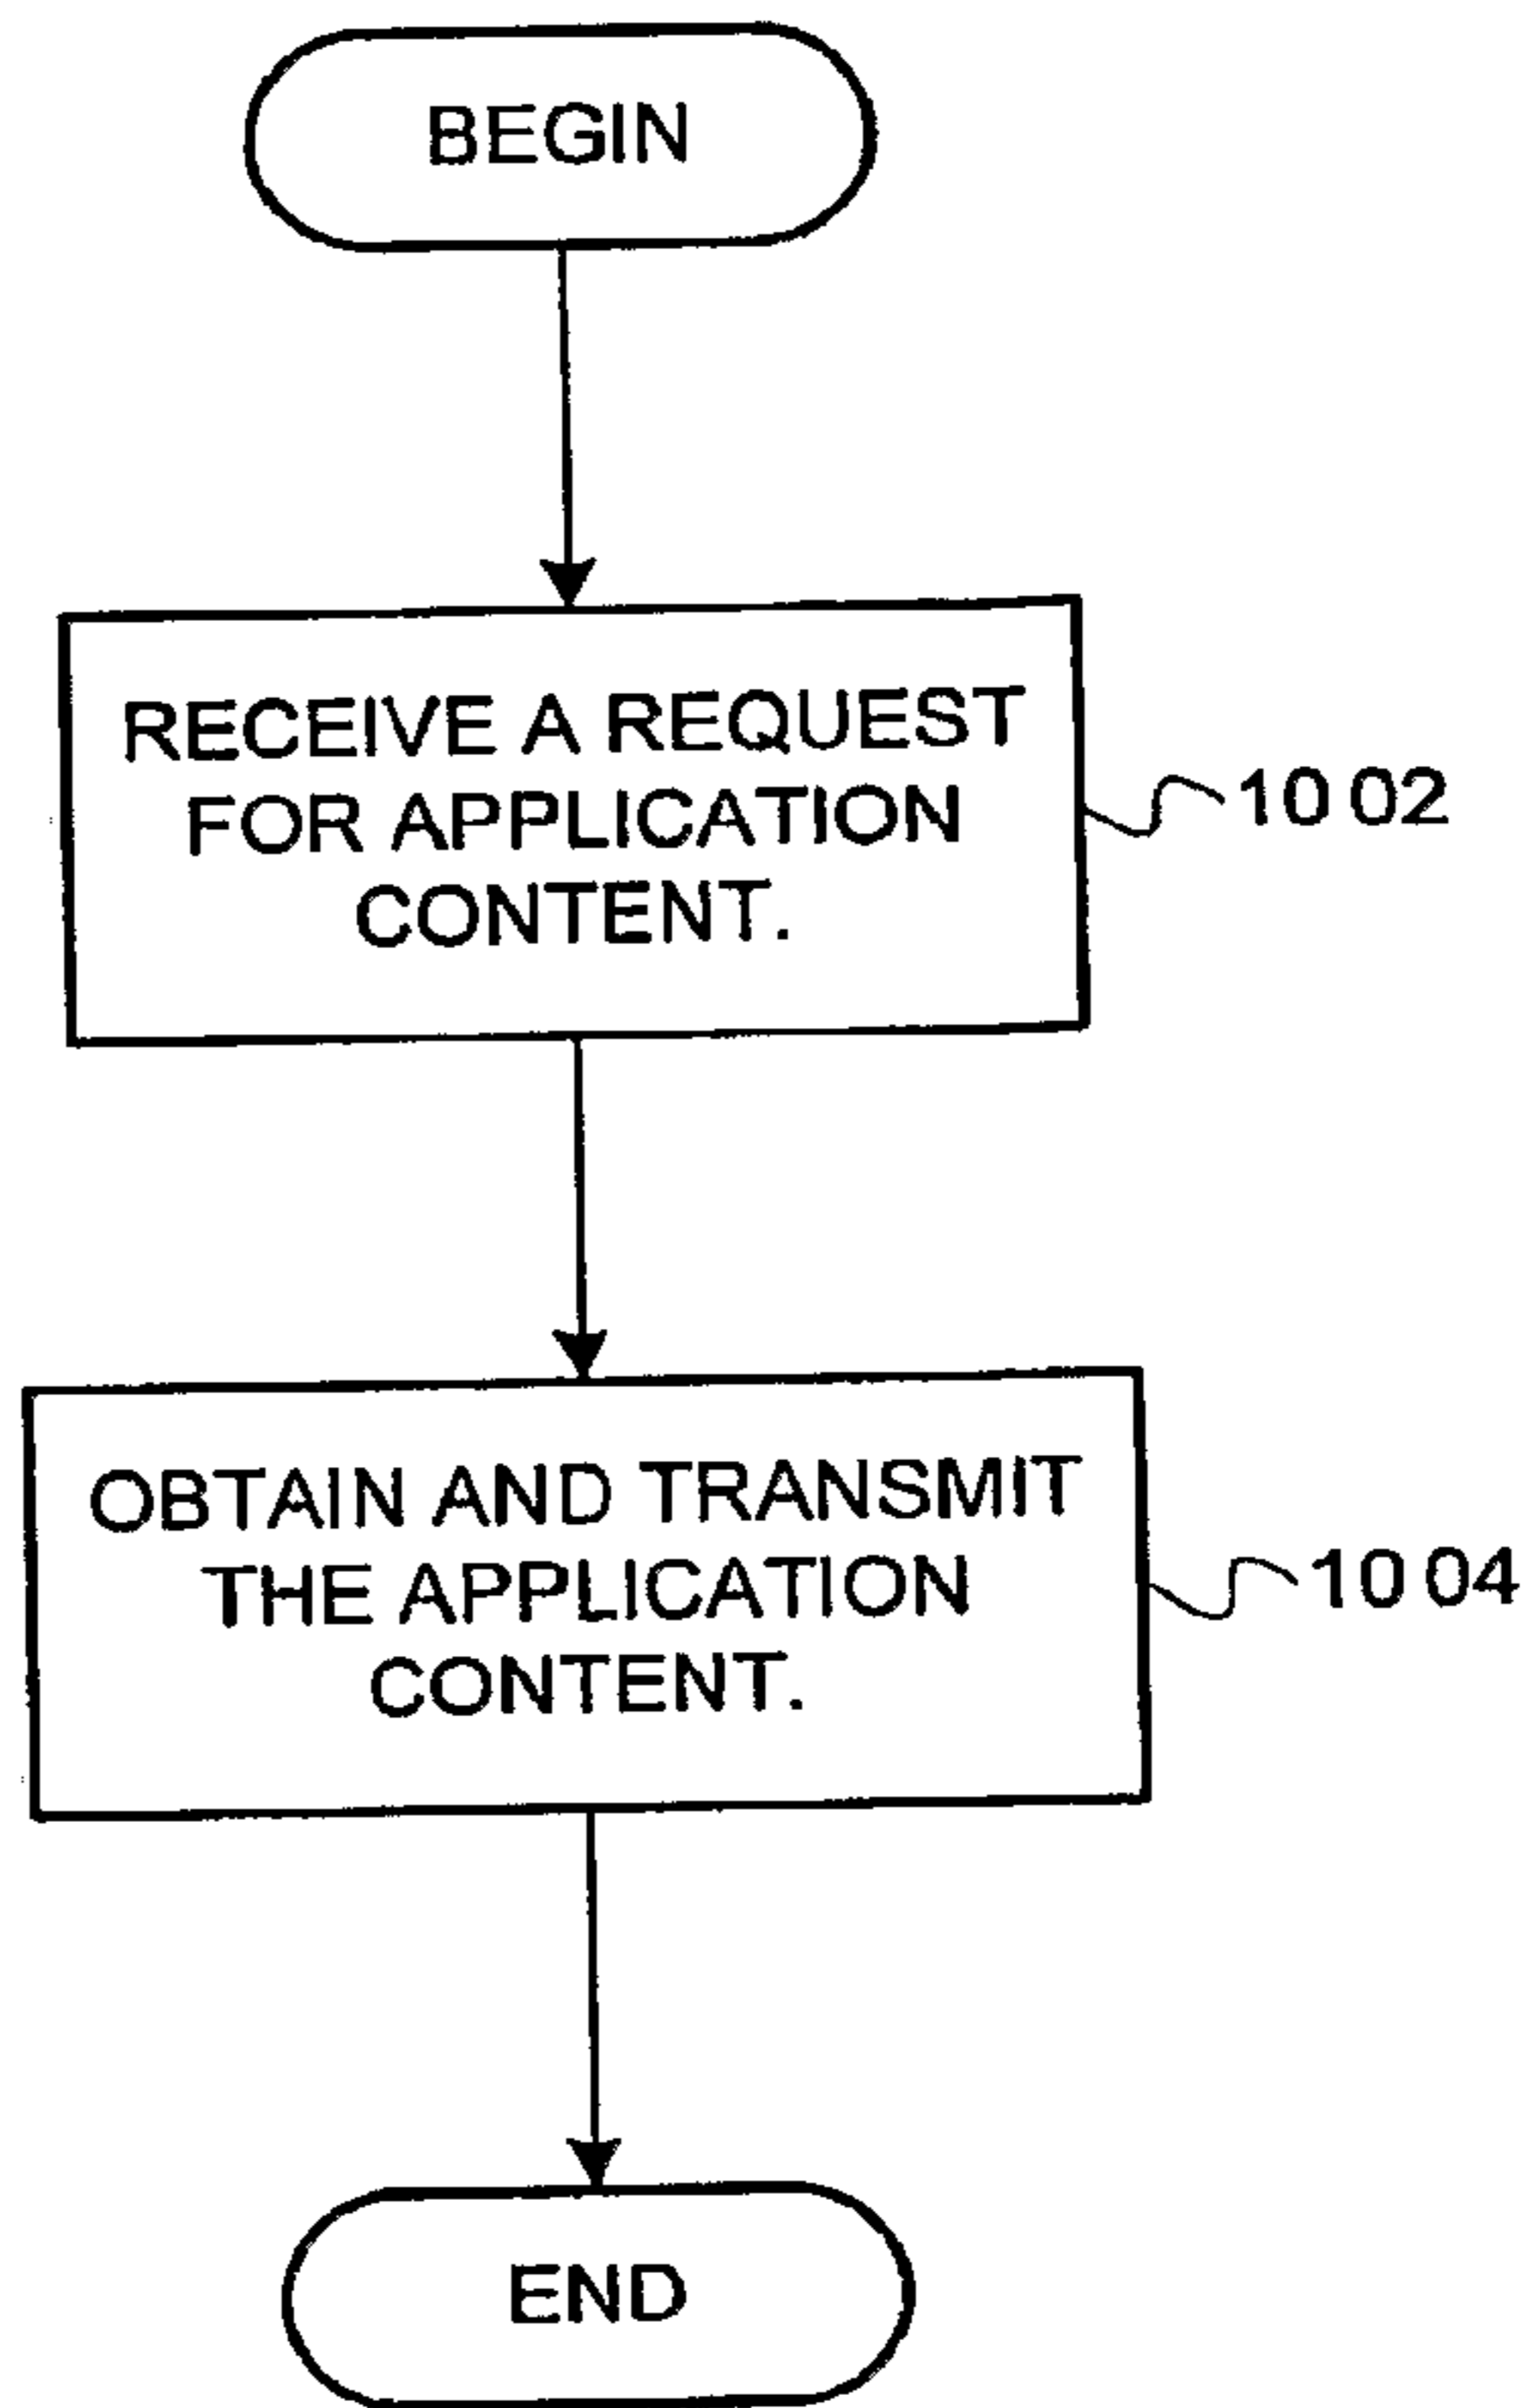 BEGIN
RECEIVE A REQUEST
FOR APPLICATION
CONTENT.
10 02
OBTAIN AND TRANSMIT
THE APPLICATION
CONTENT.
10 04
END